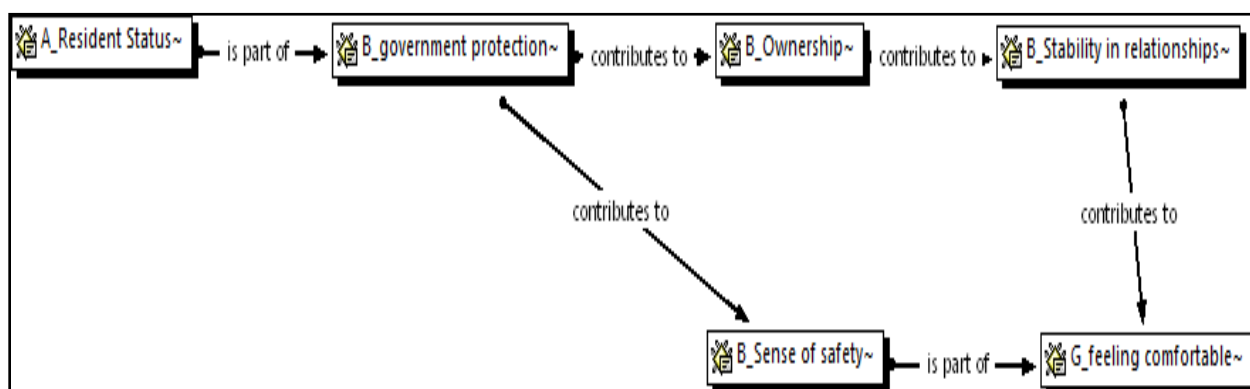 A_Resident Status~ is part of B_government protection~ contributes to B_Ownership~ contributes to B_Stability in relationships~
contributes to contributes to
B_Sense of safety~ is part of G_feeling comfortable~